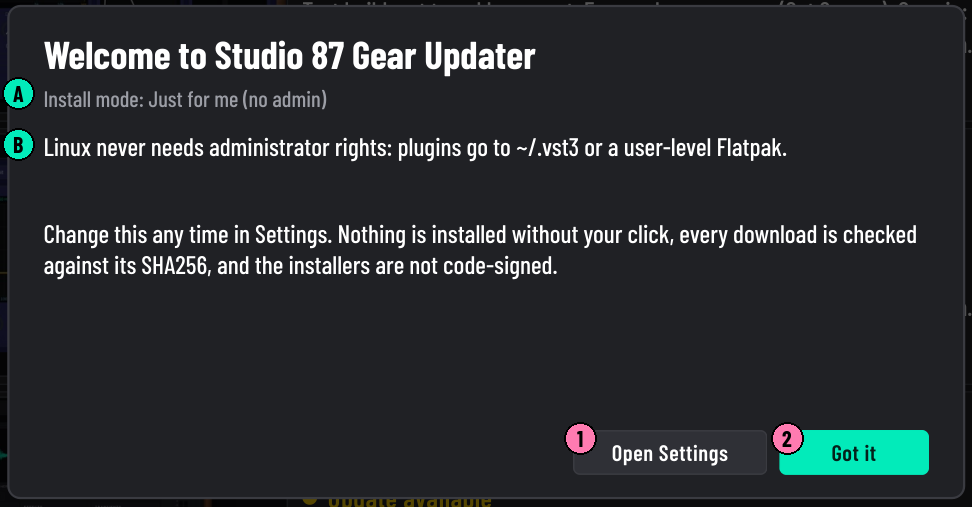 Welcome to Studio 87 Gear Updater
A
Install mode: Just for me (no admin)
B
Linux never needs administrator rights: plugins go to ~/.vst3 or a user-level Flatpak.
Change this any time in Settings. Nothing is installed without your click, every download is checked
against its SHA256, and the installers are not code-signed.
1
Open Settings
2
Got it
Update available